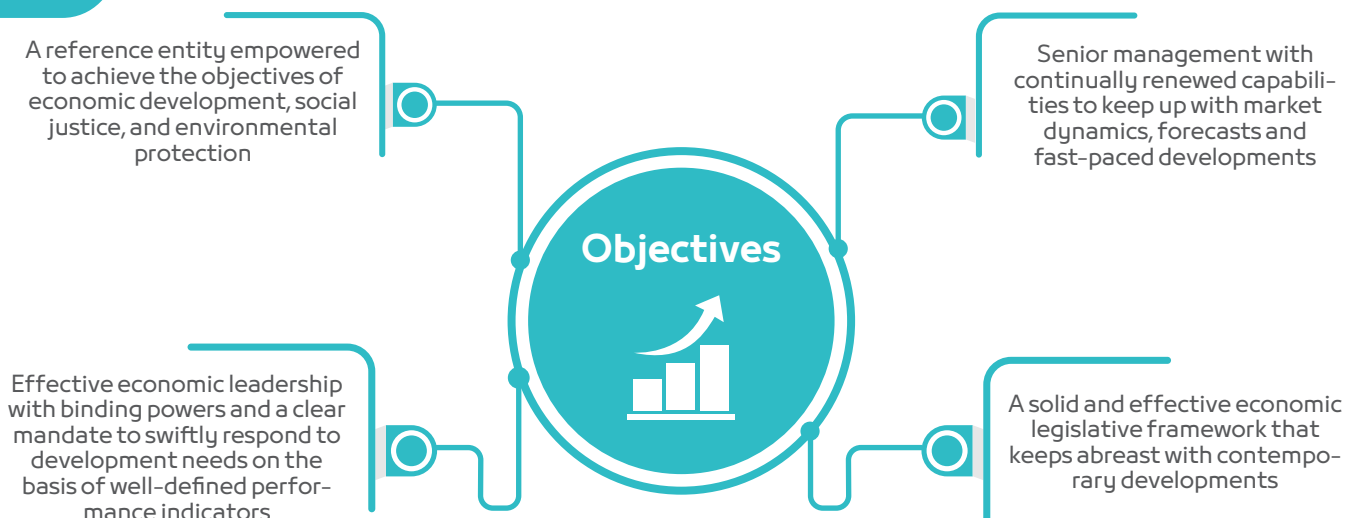 A reference entity empowered
to achieve the objectives of
economic development, social
justice, and environmental
protection
Senior management with
continually renewed capabili-
ties to keep up with market
dynamics, forecasts and
fast-paced developments
Objectives
Effective economic leadership
with binding powers and a clear
mandate to swiftly respond to
development needs on the
basis of well-defined perfor-
mance indicators
A solid and effective economic
legislative framework that
keeps abreast with contempo-
rary developments